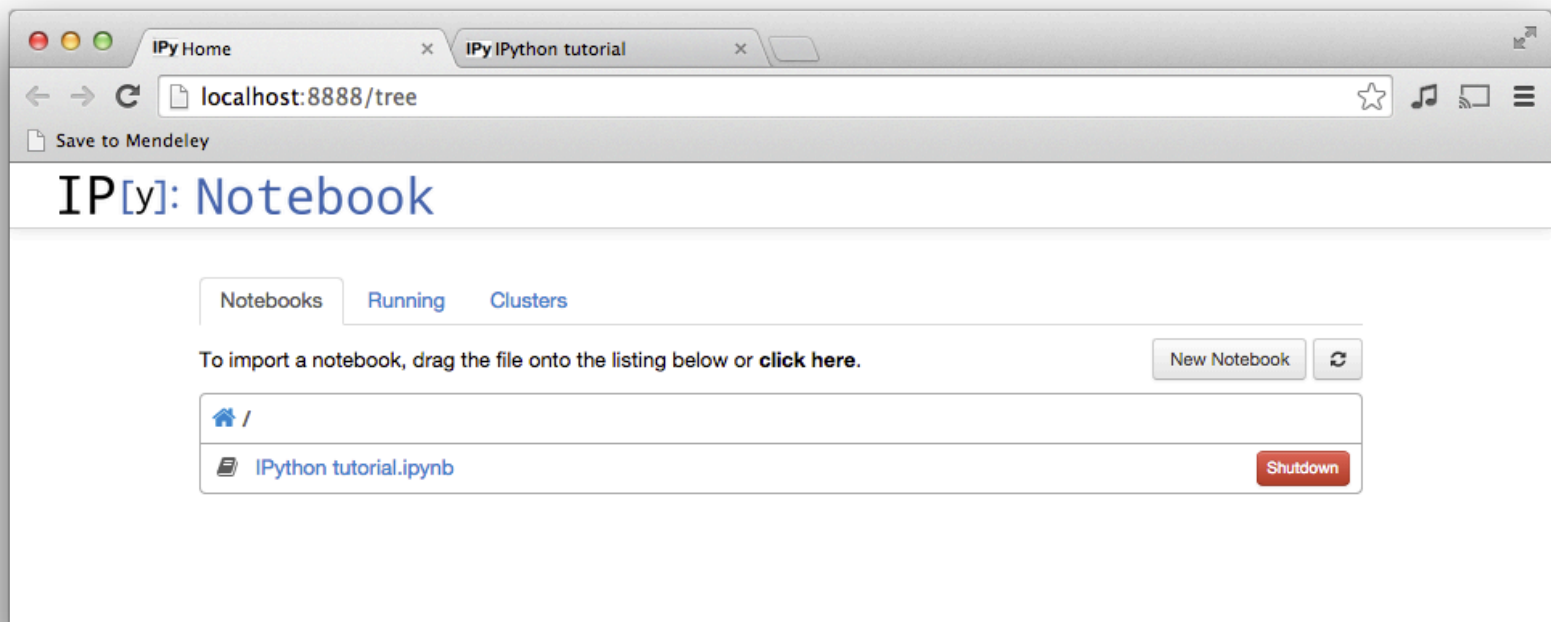 IPy Home
IPy IPython tutorial
localhost:8888/tree
Save to Mendeley
IP[y]: Notebook
Notebooks Running Clusters
To import a notebook, drag the file onto the listing below or click here. New Notebook
/
IPython tutorial.ipynb Shutdown